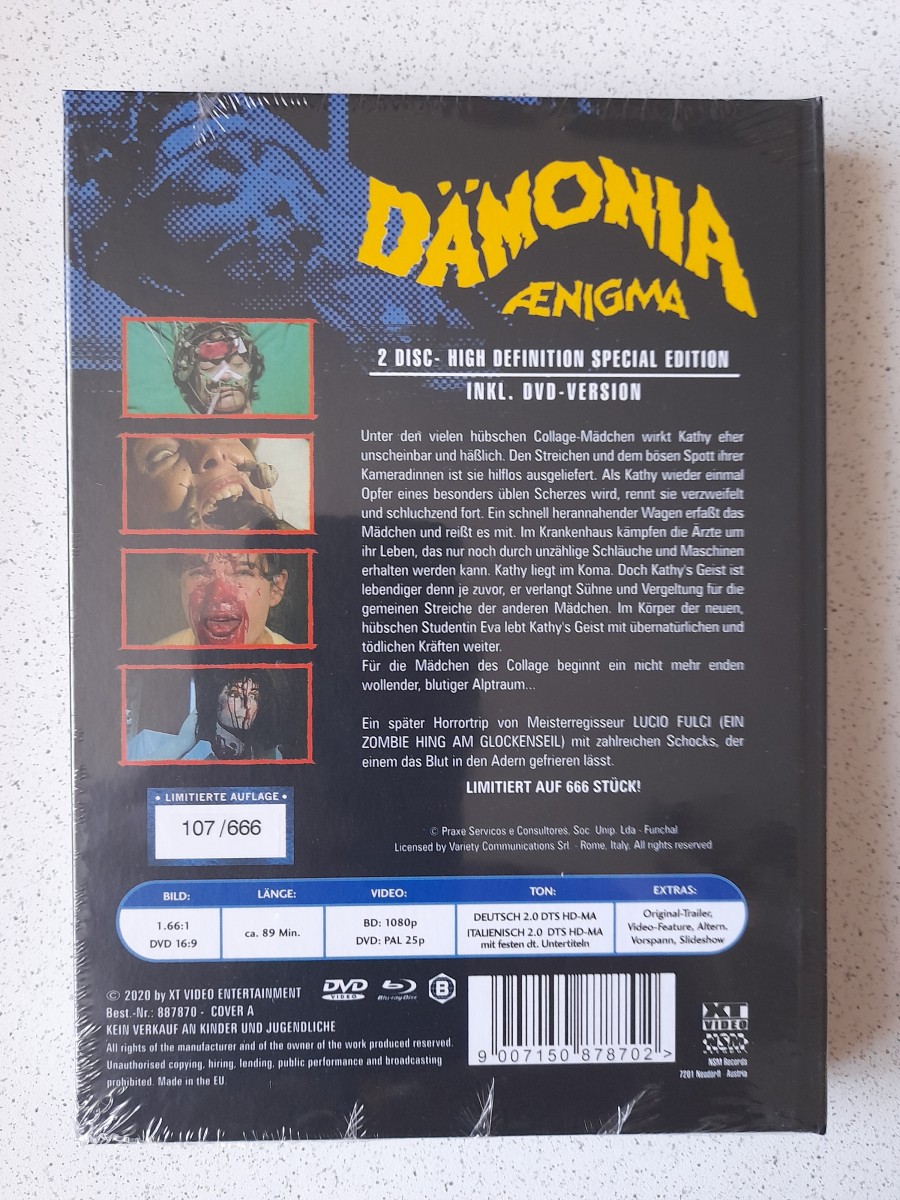 DÄMONIA
ÆNIGMA
2 DISC- HIGH DEFINITION SPECIAL EDITION
INKL. DVD-VERSION
Unter den vielen hübschen Collage-Mädchen wirkt Kathy eher
unscheinbar und häßlich. Den Streichen und dem bösen Spott ihrer
Kameradinnen ist sie hilflos ausgeliefert. Als Kathy wieder einmal
Opfer eines besonders üblen Scherzes wird, rennt sie verzweifelt
und schluchzend fort. Ein schnell herannahender Wagen erfaßt das
Mädchen und reißt es mit. Im Krankenhaus kämpfen die Ärzte um
ihr Leben, das nur noch durch unzählige Schläuche und Maschinen
erhalten werden kann. Kathy liegt im Koma. Doch Kathy's Geist ist
lebendiger denn je zuvor, er verlangt Sühne und Vergeltung für die
gemeinen Streiche der anderen Mädchen. Im Körper der neuen,
hübschen Studentin Eva lebt Kathy's Geist mit übernatürlichen und
tödlichen Kräften weiter.
Für die Mädchen des Collage beginnt ein nicht mehr enden
wollender, blutiger Alptraum...
Ein später Horrortrip von Meisterregisseur LUCIO FULCI (EIN
ZOMBIE HING AM GLOCKENSEIL) mit zahlreichen Schocks, der
einem das Blut in den Adern gefrieren lässt.
LIMITIERT AUF 666 STÜCK!
• LIMITIERTE AUFLAGE •
107/666
© Praxe Servicos e Consultores, Soc. Unip. Lda - Funchal
Licensed by Variety Communications Srl - Rome, Italy. All rights reserved
BILD: LÄNGE: VIDEO: TON: EXTRAS:
1.66:1
DVD 16:9
ca. 89 Min.
BD: 1080p
DVD: PAL 25p
DEUTSCH 2.0 DTS HD-MA
ITALIENISCH 2.0 DTS HD-MA
mit festen dt. Untertiteln
Original-Trailer,
Video-Feature, Altern.
Vorspann, Slideshow
© 2020 by XT VIDEO ENTERTAINMENT
Best.-Nr.: 887870 - COVER A
KEIN VERKAUF AN KINDER UND JUGENDLICHE
All rights of the manufacturer and of the owner of the work produced reserved.
Unauthorised copying, hiring, lending, public performance and broadcasting
prohibited. Made in the EU.
DVD VIDEO
Blu-ray Disc
B
9 007150 878702 >
XT
VIDEO
NSM
RECORDS
NSM Records
7201 Neudörfl Austria